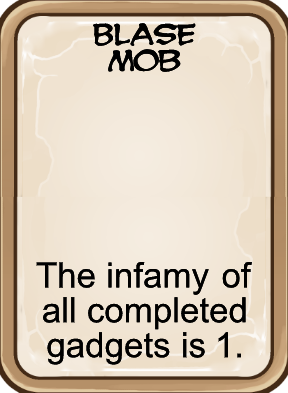 BLASE
MOB
The infamy of
all completed
gadgets is 1.